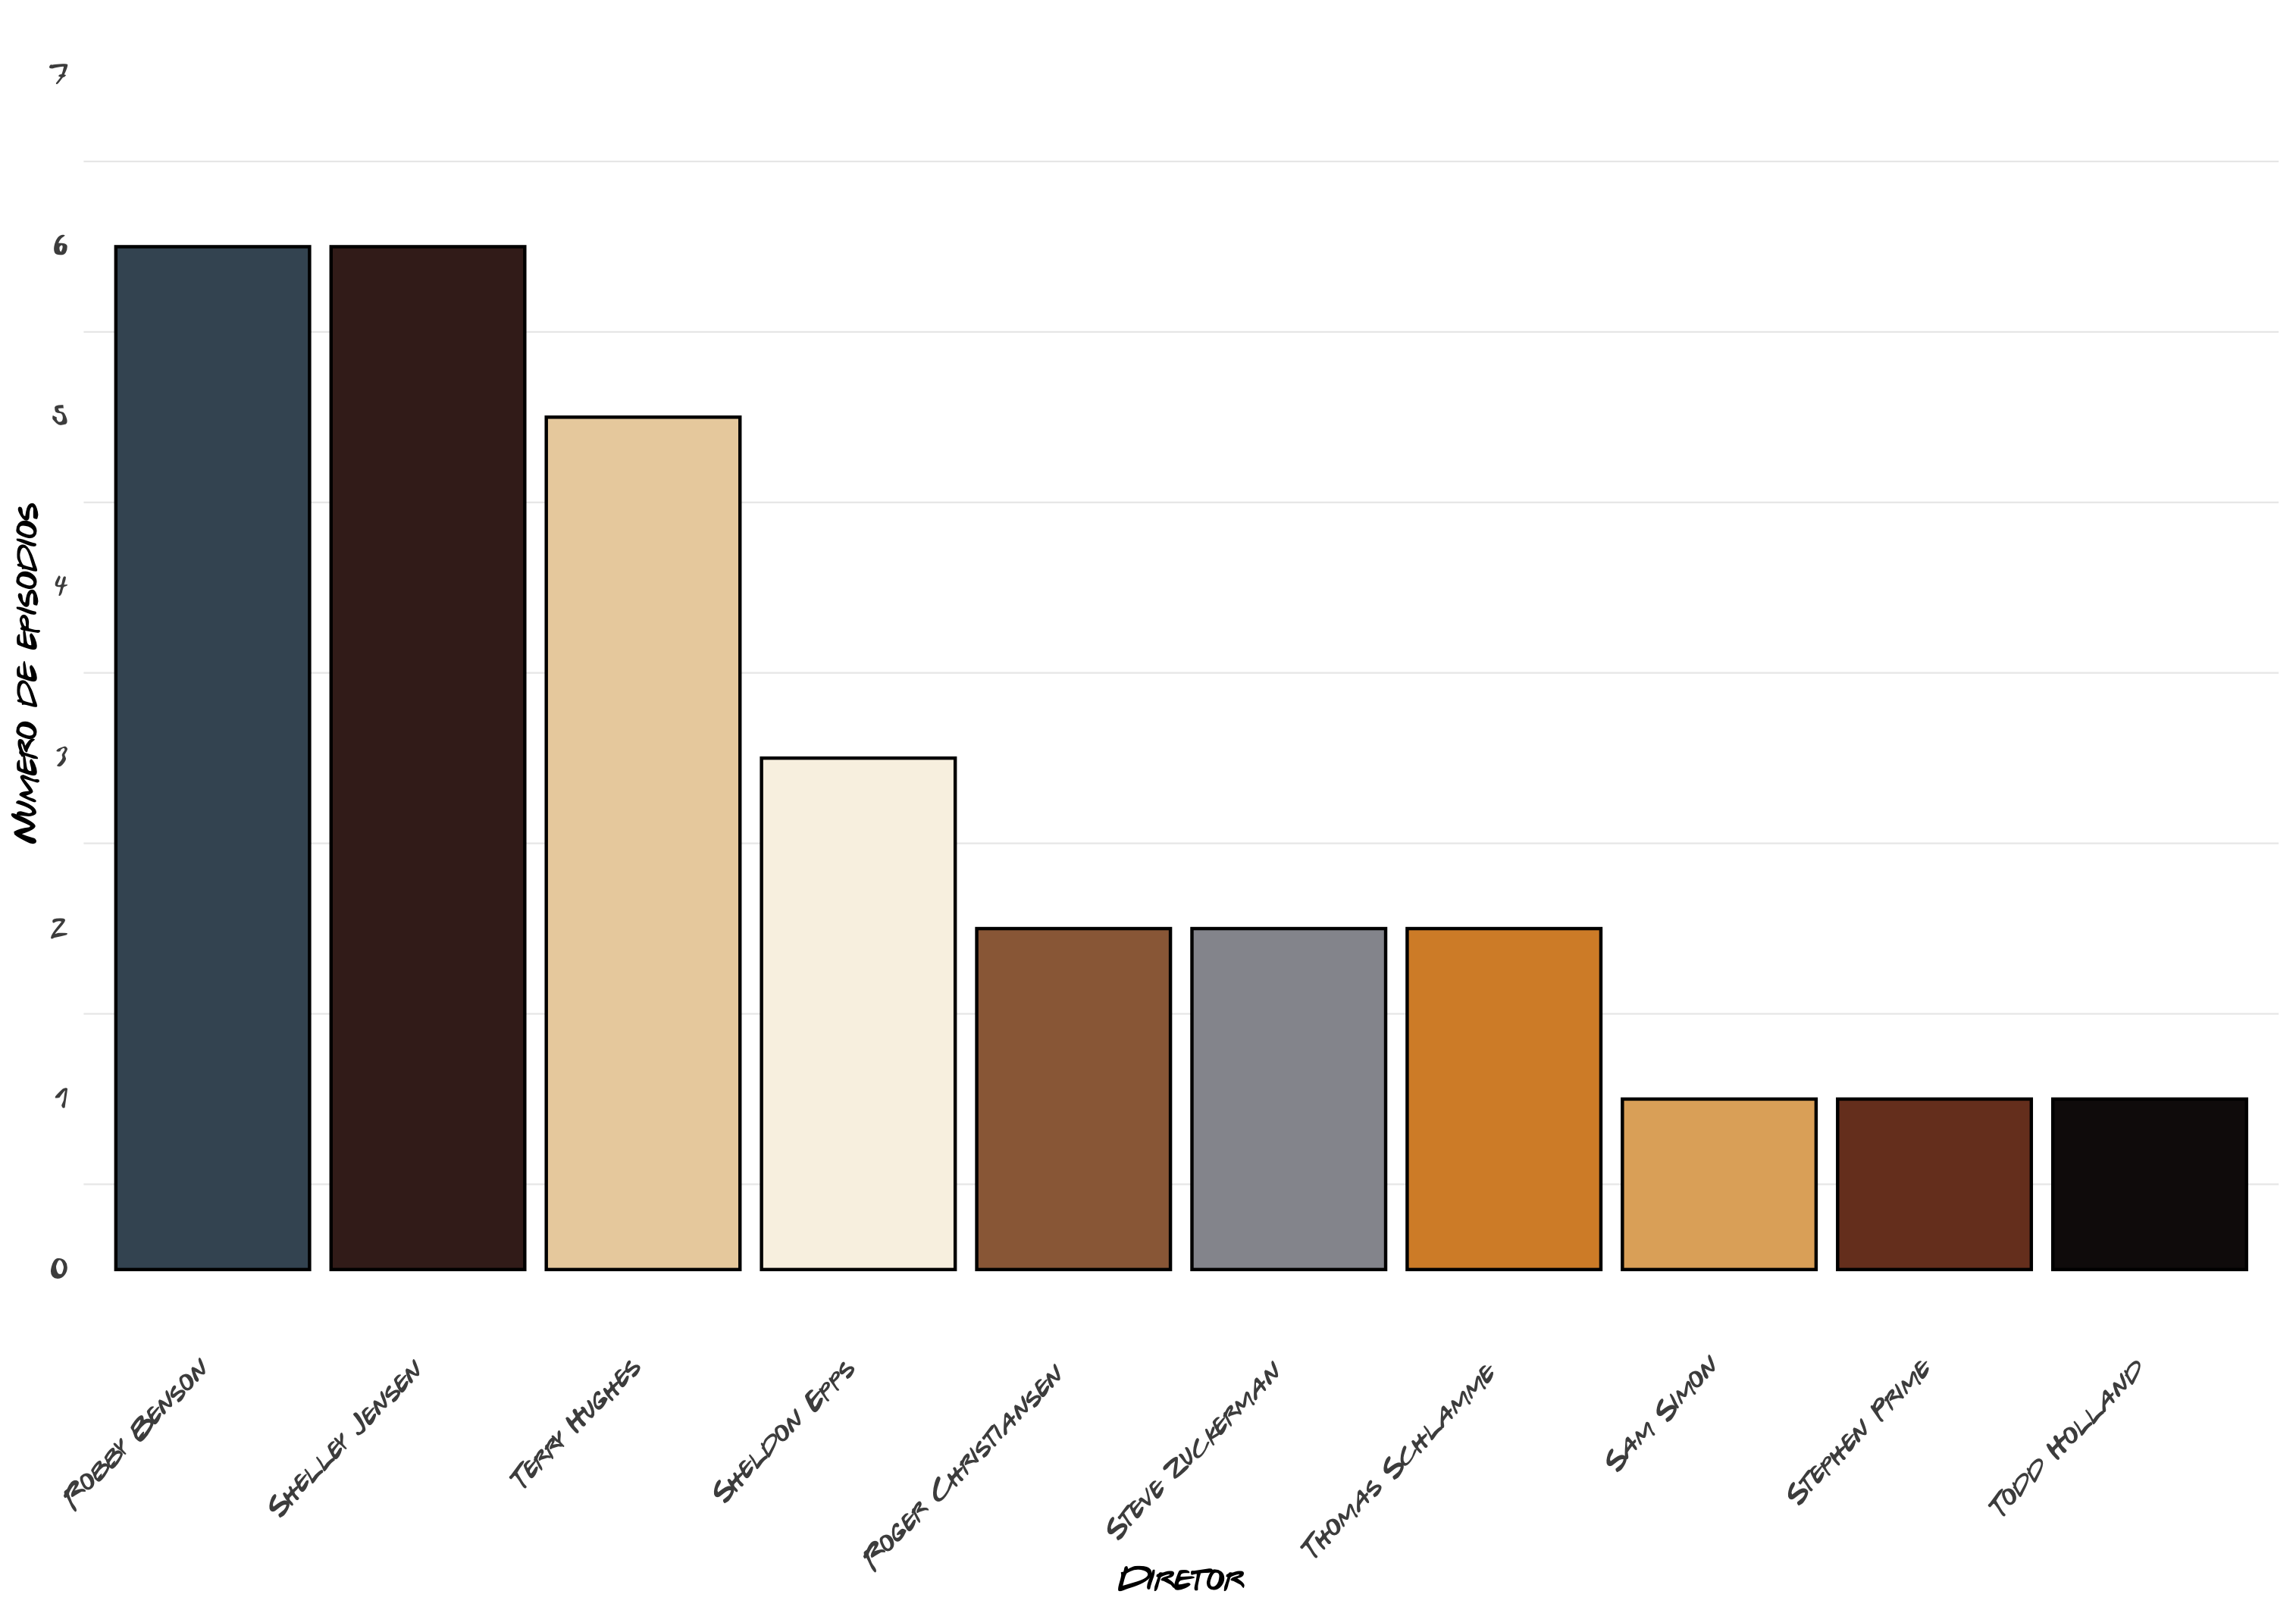 7
6
5
4
3
2
1
0
Numero de episodios
Robby Benson
Shelley Jensen
Terry Hughes
Sheldon Epps
Roger Christiansen
Steve Zuckerman
Thomas Schlamme
Sam Simon
Stephen Prime
Todd Holland
Diretor